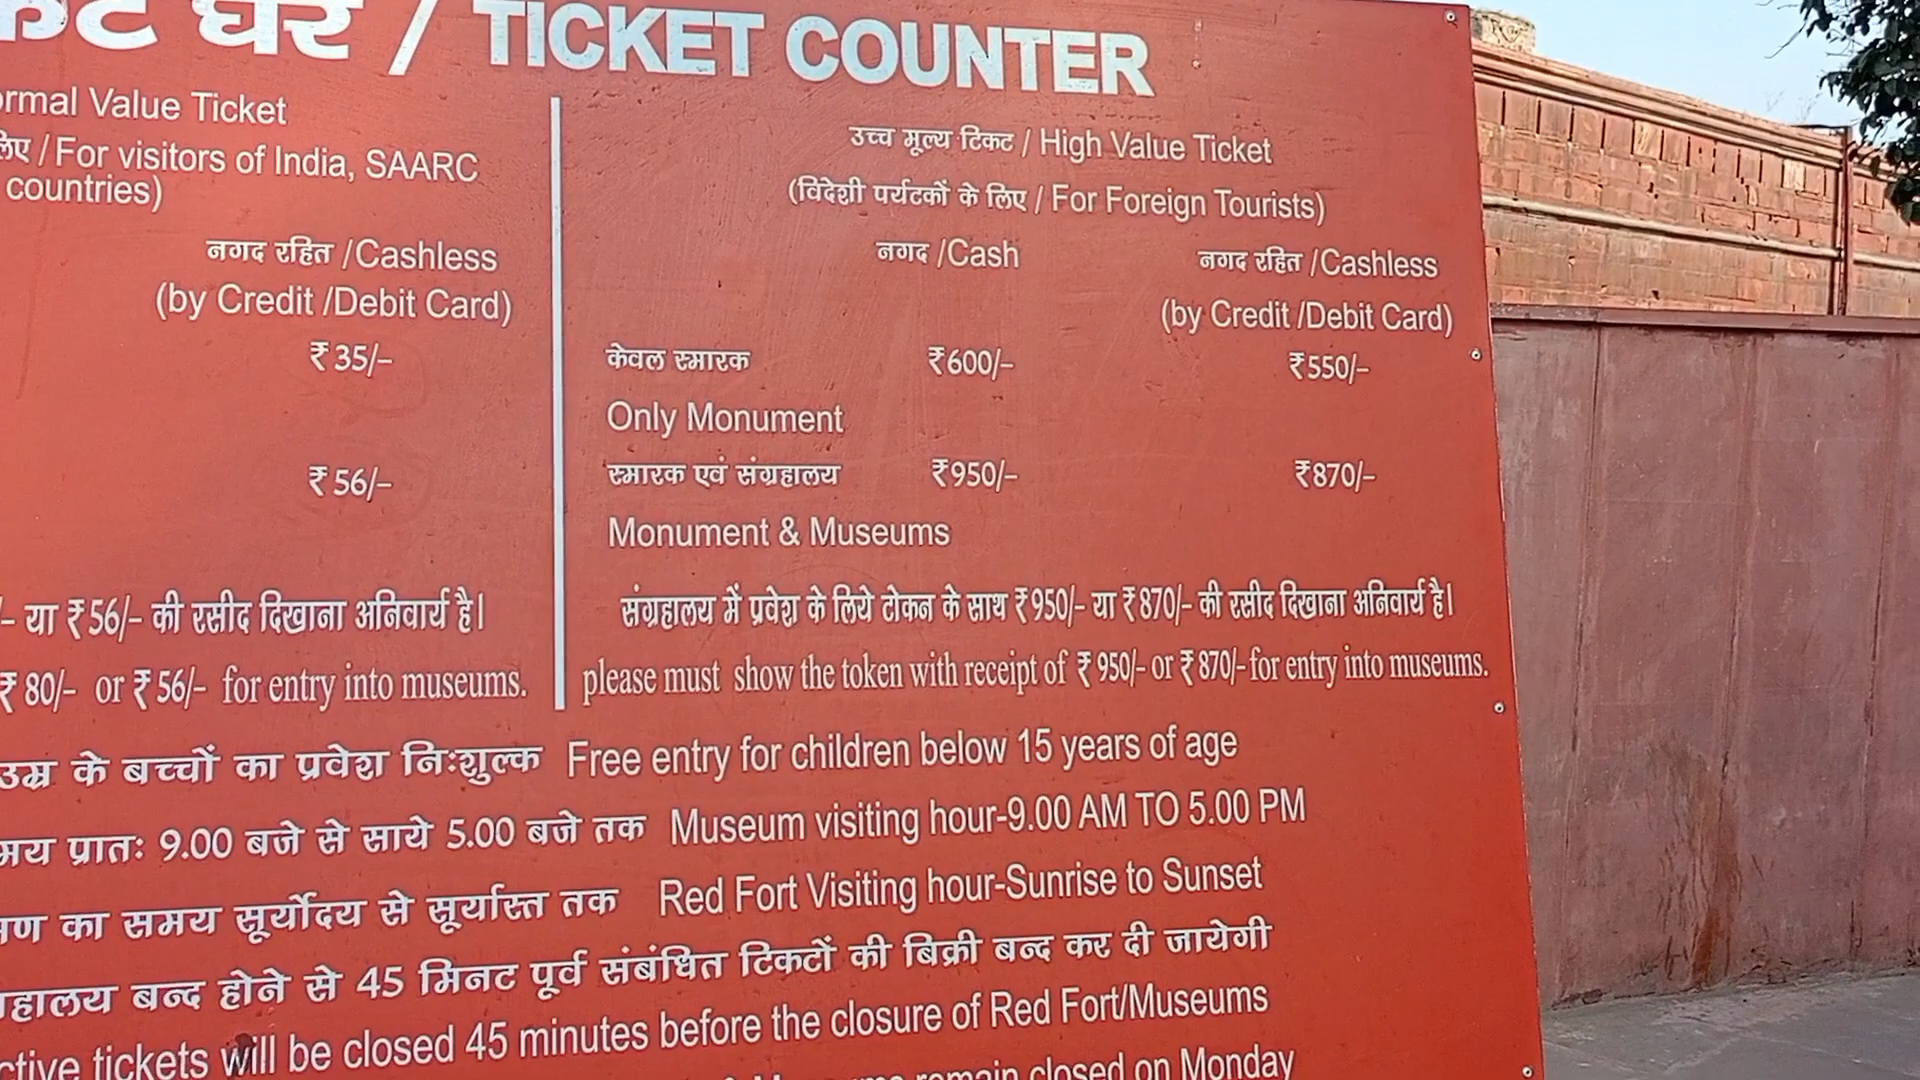 घर / TICKET COUNTER
Value Ticket
/ For visitors of India, SAARC
countries)
नगद रहित /Cashless
(by Credit /Debit Card)
₹ 35/–
₹ 56/–
उच्च मूल्य टिकट / High Value Ticket
(विदेशी पर्यटकों के लिए / For Foreign Tourists)
नगद /Cash नगद रहित /Cashless
(by Credit /Debit Card)
केवल स्मारक ₹600/– ₹550/–
Only Monument
स्मारक एवं संग्रहालय ₹950/– ₹870/–
Monument & Museums
/– या ₹ 56/– की रसीद दिखाना अनिवार्य है।
₹ 80/– or ₹ 56/– for entry into museums.
संग्रहालय में प्रवेश के लिये टोकन के साथ ₹ 950/– या ₹ 870/– की रसीद दिखाना अनिवार्य है।
please must show the token with receipt of ₹ 950/– or ₹ 870/– for entry into museums.
उम्र के बच्चों का प्रवेश निःशुल्क Free entry for children below 15 years of age
प्रातः 9.00 बजे से साये 5.00 बजे तक Museum visiting hour-9.00 AM TO 5.00 PM
का समय सूर्योदय से सूर्यास्त तक Red Fort Visiting hour-Sunrise to Sunset
बन्द होने से 45 मिनट पूर्व संबंधित टिकटों की बिक्री बन्द कर दी जायेगी
tickets will be closed 45 minutes before the closure of Red Fort/Museums
remain closed on Monday